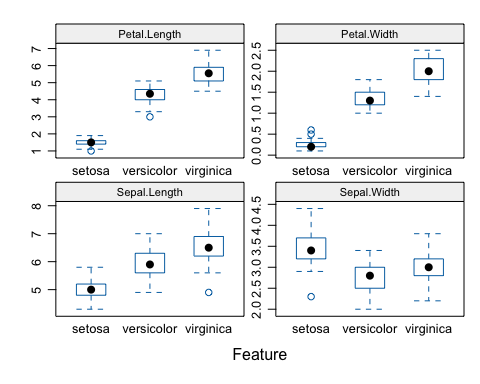 Petal.Length
Petal.Width
7
6
5
4
3
2
1
2.5
2.0
1.5
1.0
0.5
0.0
setosa versicolor virginica
setosa versicolor virginica
Sepal.Length
Sepal.Width
8
7
6
5
4.5
4.0
3.5
3.0
2.5
2.0
setosa versicolor virginica
setosa versicolor virginica
Feature